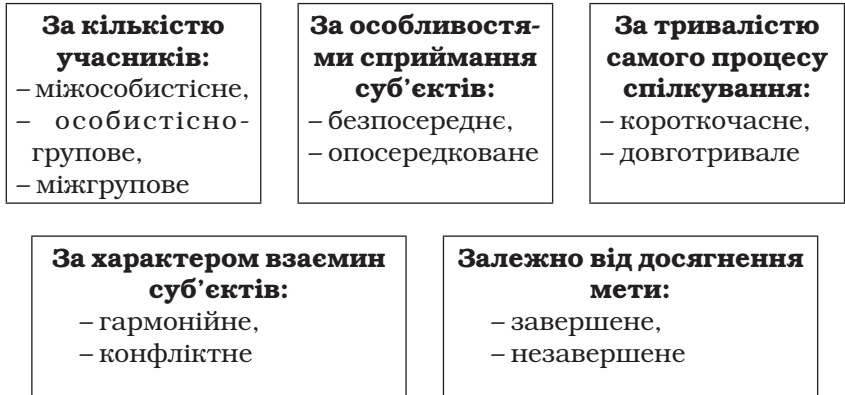 За кількістю
учасників:
– міжособистісне,
– особистісно-
групове,
– міжгрупове
За особливостя-
ми сприймання
суб’єктів:
– безпосереднє,
– опосередковане
За тривалістю
самого процесу
спілкування:
– короткочасне,
– довготривале
За характером взаємин
суб’єктів:
– гармонійне,
– конфліктне
Залежно від досягнення
мети:
– завершене,
– незавершене